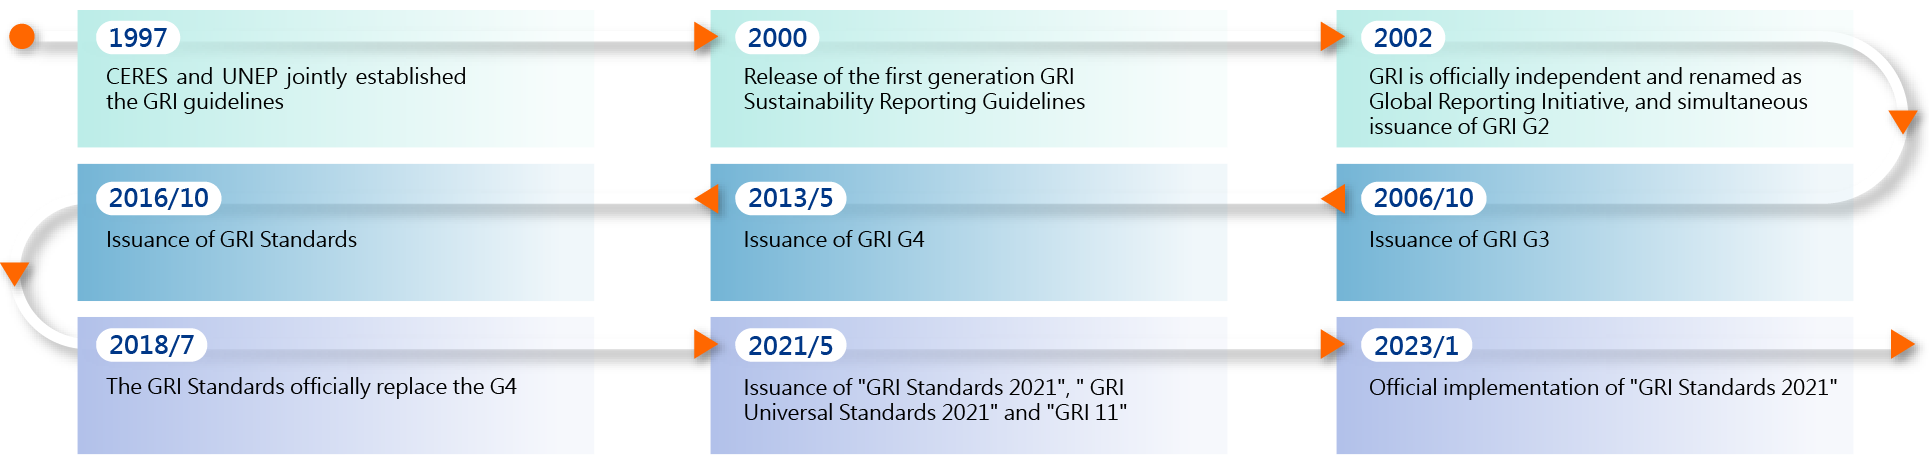 1997
CERES and UNEP jointly established
the GRI guidelines
2000
Release of the first generation GRI
Sustainability Reporting Guidelines
2002
GRI is officially independent and renamed as
Global Reporting Initiative, and simultaneous
issuance of GRI G2
2006/10
Issuance of GRI G3
2013/5
Issuance of GRI G4
2016/10
Issuance of GRI Standards
2018/7
The GRI Standards officially replace the G4
2021/5
Issuance of "GRI Standards 2021", " GRI
Universal Standards 2021" and "GRI 11"
2023/1
Official implementation of "GRI Standards 2021"